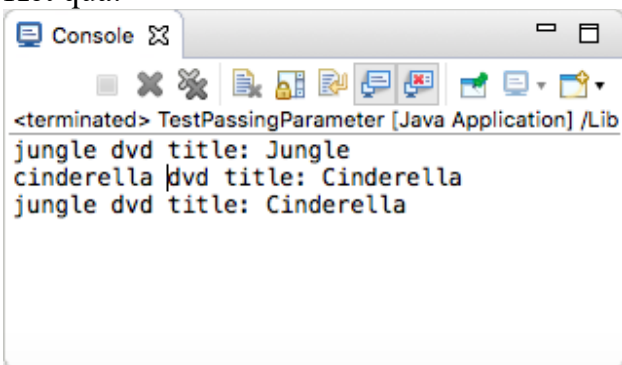 Console
<terminated> TestPassingParameter [Java Application] /Lib
jungle dvd title: Jungle
cinderella dvd title: Cinderella
jungle dvd title: Cinderella